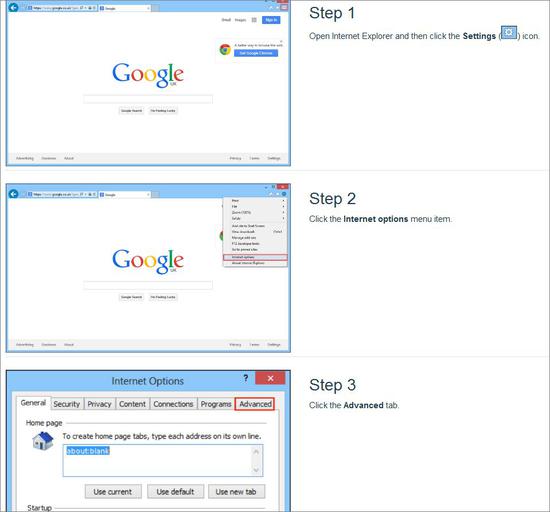 Step 1
Open Internet Explorer and then click the Settings ( ) icon.
https://www.google.co.uk
Google
Gmail Images
Sign in
A better way to browse the web
Get Google Chrome
Google
UK
Google Search I'm Feeling Lucky
Advertising Business About Privacy Terms Settings
Step 2
Click the Internet options menu item.
https://www.google.co.uk
Google
Print
File
Zoom (100%)
Safety
Add site to Start Screen
View downloads Ctrl+J
Manage add-ons
F12 developer tools
Go to pinned sites
Internet options
About Internet Explorer
Google
UK
Google Search I'm Feeling Lucky
Advertising Business About Privacy Terms Settings
Step 3
Click the Advanced tab.
Internet Options ?
General Security Privacy Content Connections Programs Advanced
Home page
To create home page tabs, type each address on its own line.
about:blank
Use current Use default Use new tab
Startup